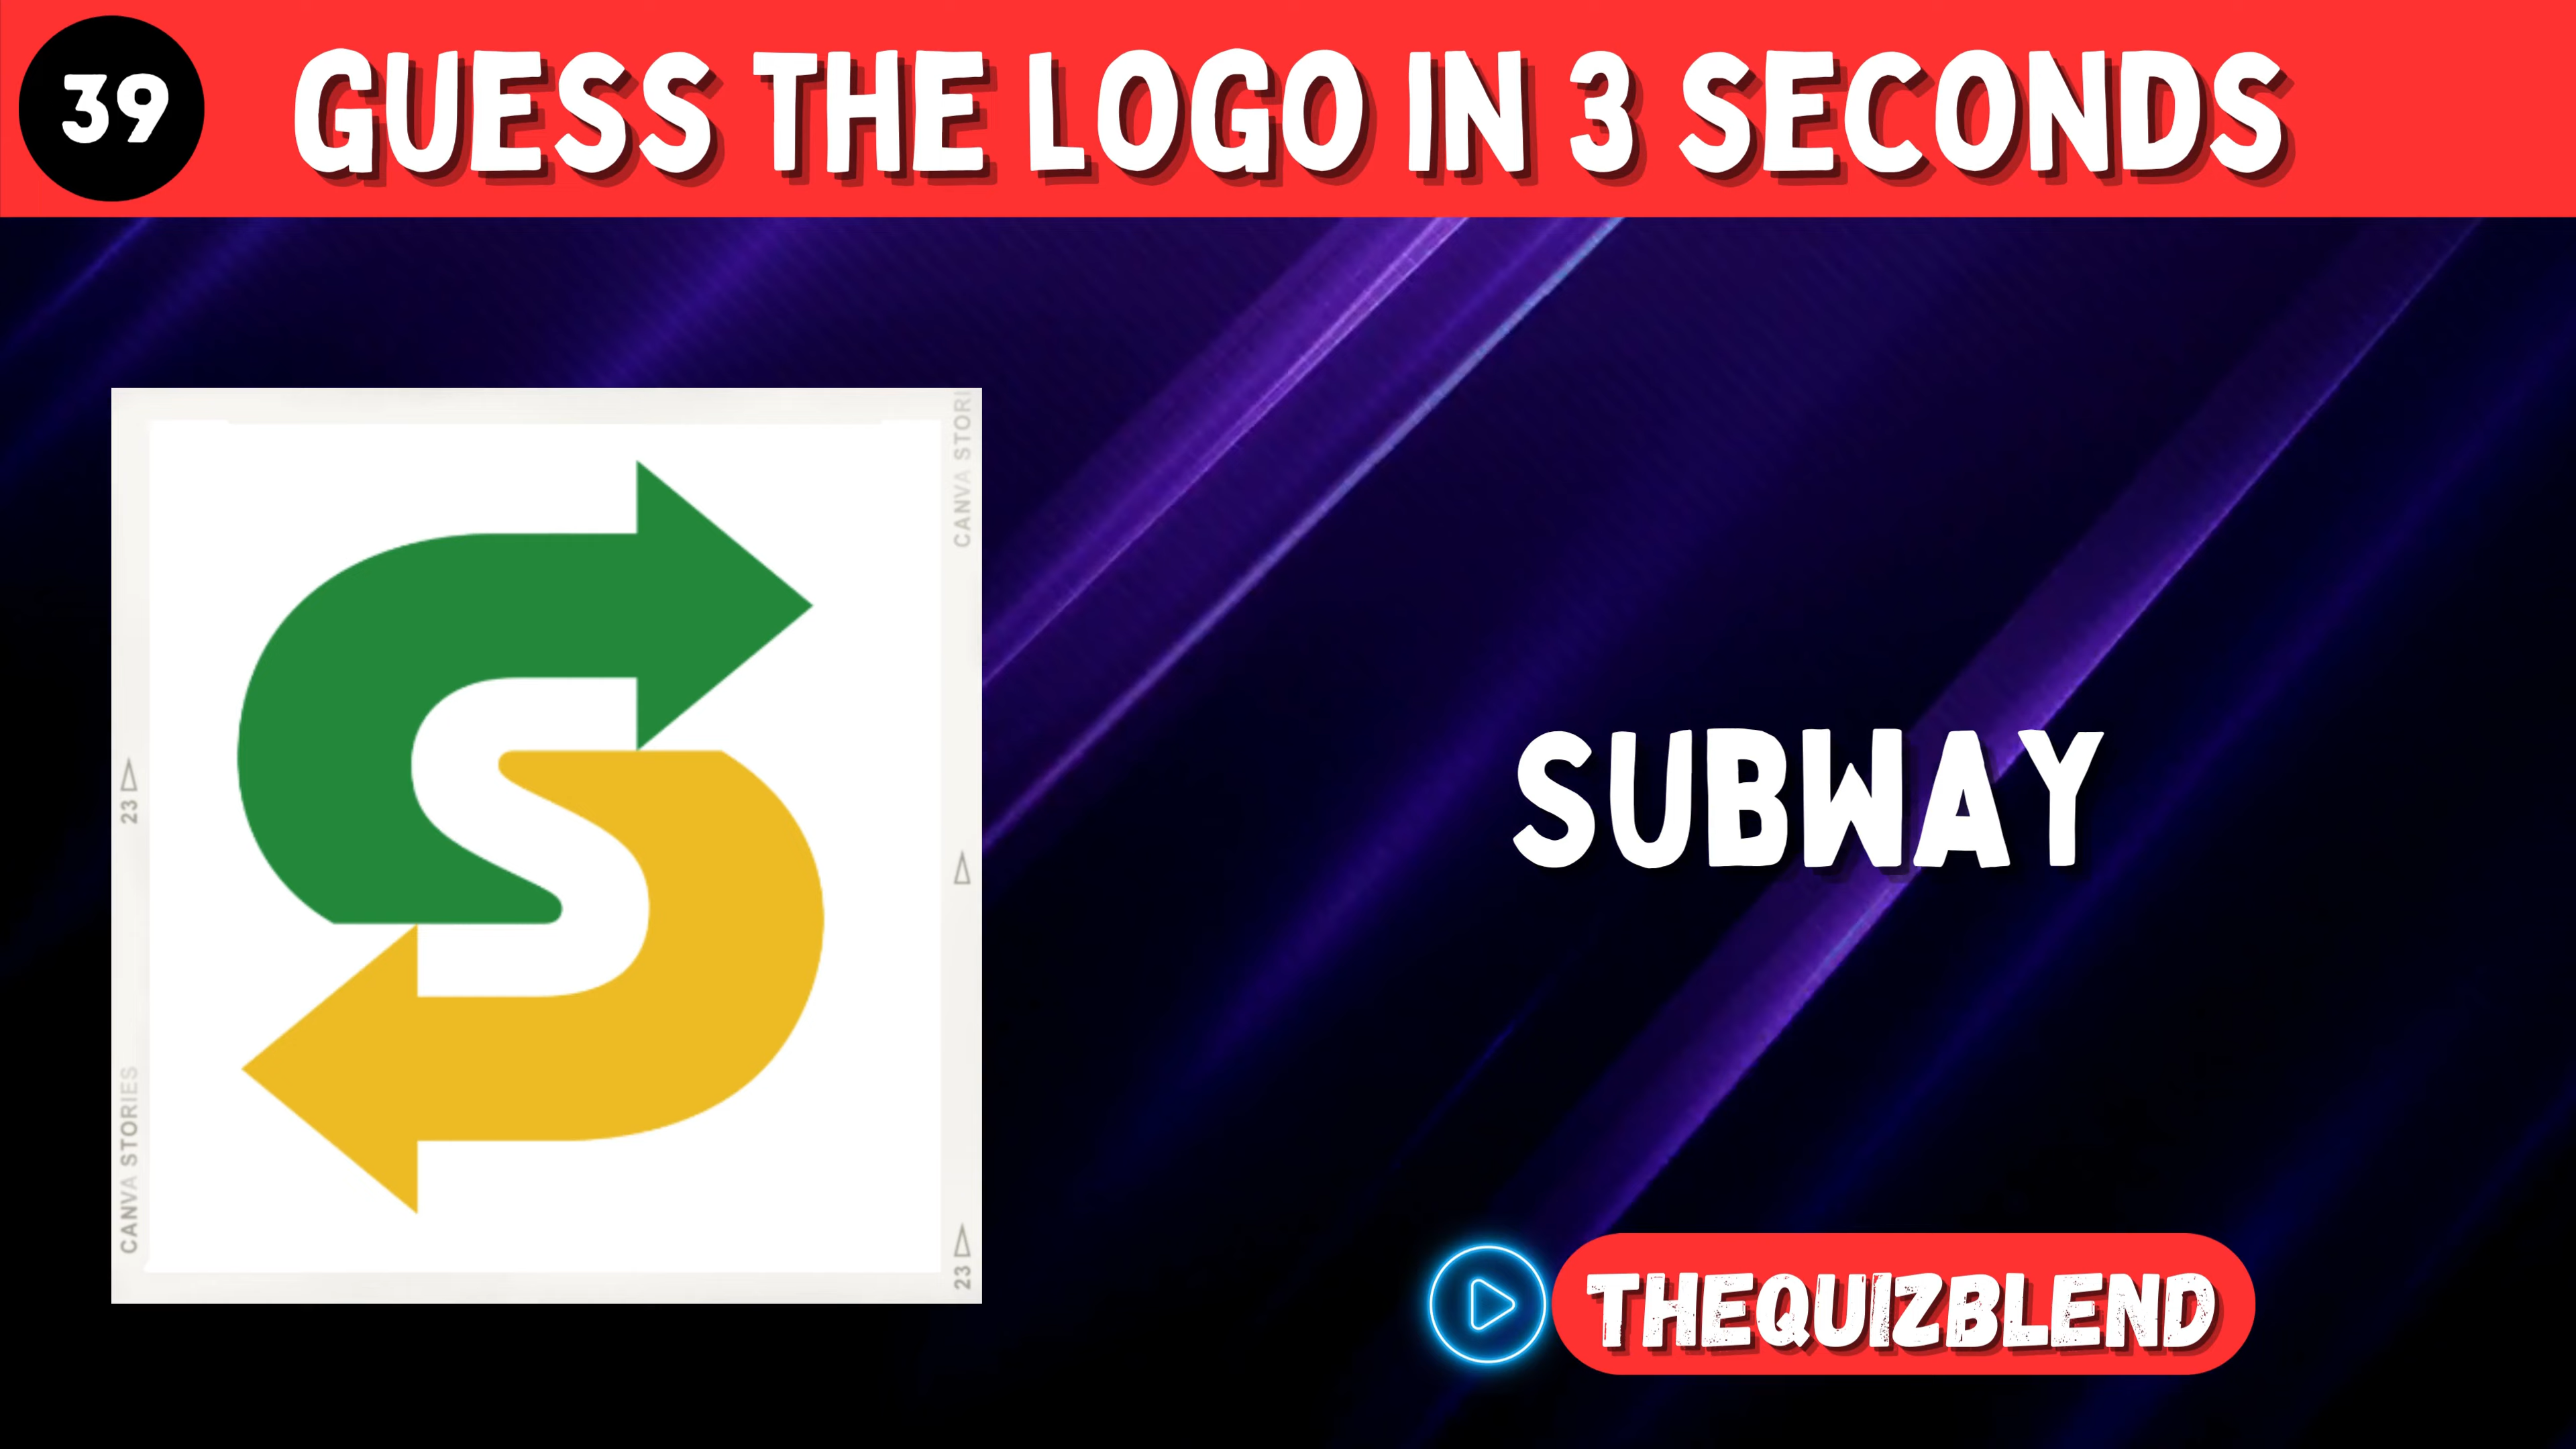 39
GUESS THE LOGO IN 3 SECONDS
CANVA STORI
23
S
SUBWAY
CANVA STORIES
23
THEQUIZBLEND